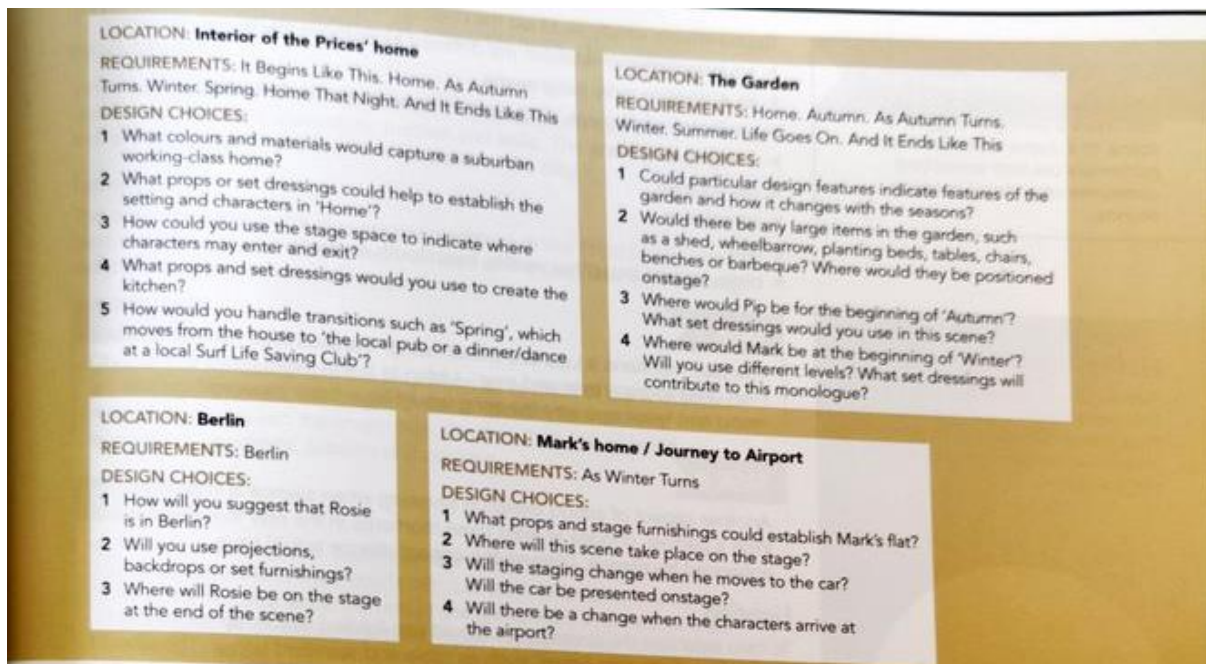 LOCATION: Interior of the Prices' home
REQUIREMENTS: It Begins Like This. Home. As Autumn
Turns. Winter. Spring. Home That Night. And It Ends Like This
DESIGN CHOICES:
1 What colours and materials would capture a suburban
working-class home?
2 What props or set dressings could help to establish the
setting and characters in 'Home'?
3 How could you use the stage space to indicate where
characters may enter and exit?
4 What props and set dressings would you use to create the
kitchen?
5 How would you handle transitions such as 'Spring', which
moves from the house to 'the local pub or a dinner/dance
at a local Surf Life Saving Club'?
LOCATION: The Garden
REQUIREMENTS: Home. Autumn. As Autumn Turns.
Winter. Summer. Life Goes On. And It Ends Like This
DESIGN CHOICES:
1 Could particular design features indicate features of the
garden and how it changes with the seasons?
2 Would there be any large items in the garden, such
as a shed, wheelbarrow, planting beds, tables, chairs,
benches or barbeque? Where would they be positioned
onstage?
3 Where would Pip be for the beginning of 'Autumn'?
What set dressings would you use in this scene?
4 Where would Mark be at the beginning of 'Winter'?
Will you use different levels? What set dressings will
contribute to this monologue?
LOCATION: Berlin
REQUIREMENTS: Berlin
DESIGN CHOICES:
1 How will you suggest that Rosie
is in Berlin?
2 Will you use projections,
backdrops or set furnishings?
3 Where will Rosie be on the stage
at the end of the scene?
LOCATION: Mark's home / Journey to Airport
REQUIREMENTS: As Winter Turns
DESIGN CHOICES:
1 What props and stage furnishings could establish Mark's flat?
2 Where will this scene take place on the stage?
3 Will the staging change when he moves to the car?
Will the car be presented onstage?
4 Will there be a change when the characters arrive at
the airport?